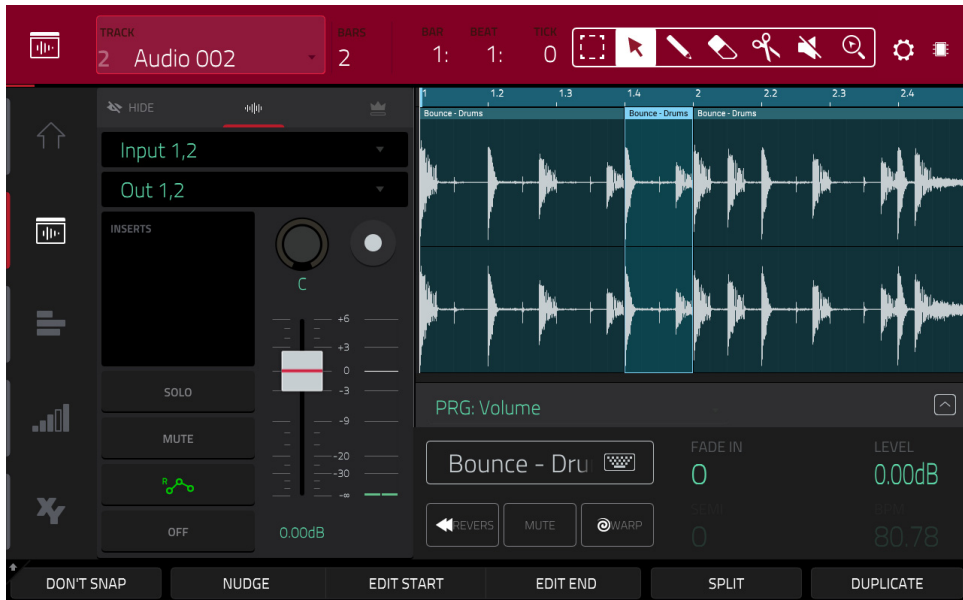 TRACK BARS BAR BEAT TICK
2 Audio 002 2 1: 1: 0
HIDE
1 1.2 1.3 1.4 2 2.2 2.3 2.4
Bounce - Drums Bounce - Drums Bounce - Drums
Input 1,2
Out 1,2
INSERTS
C
+6
+3
0
-3
-9
-20
-30
-∞
SOLO
MUTE
R
OFF
0.00dB
PRG: Volume
Bounce - Dru
FADE IN LEVEL
0 0.00dB
REVERS MUTE WARP
SEMI BPM
0 80.78
DON'T SNAP NUDGE EDIT START EDIT END SPLIT DUPLICATE